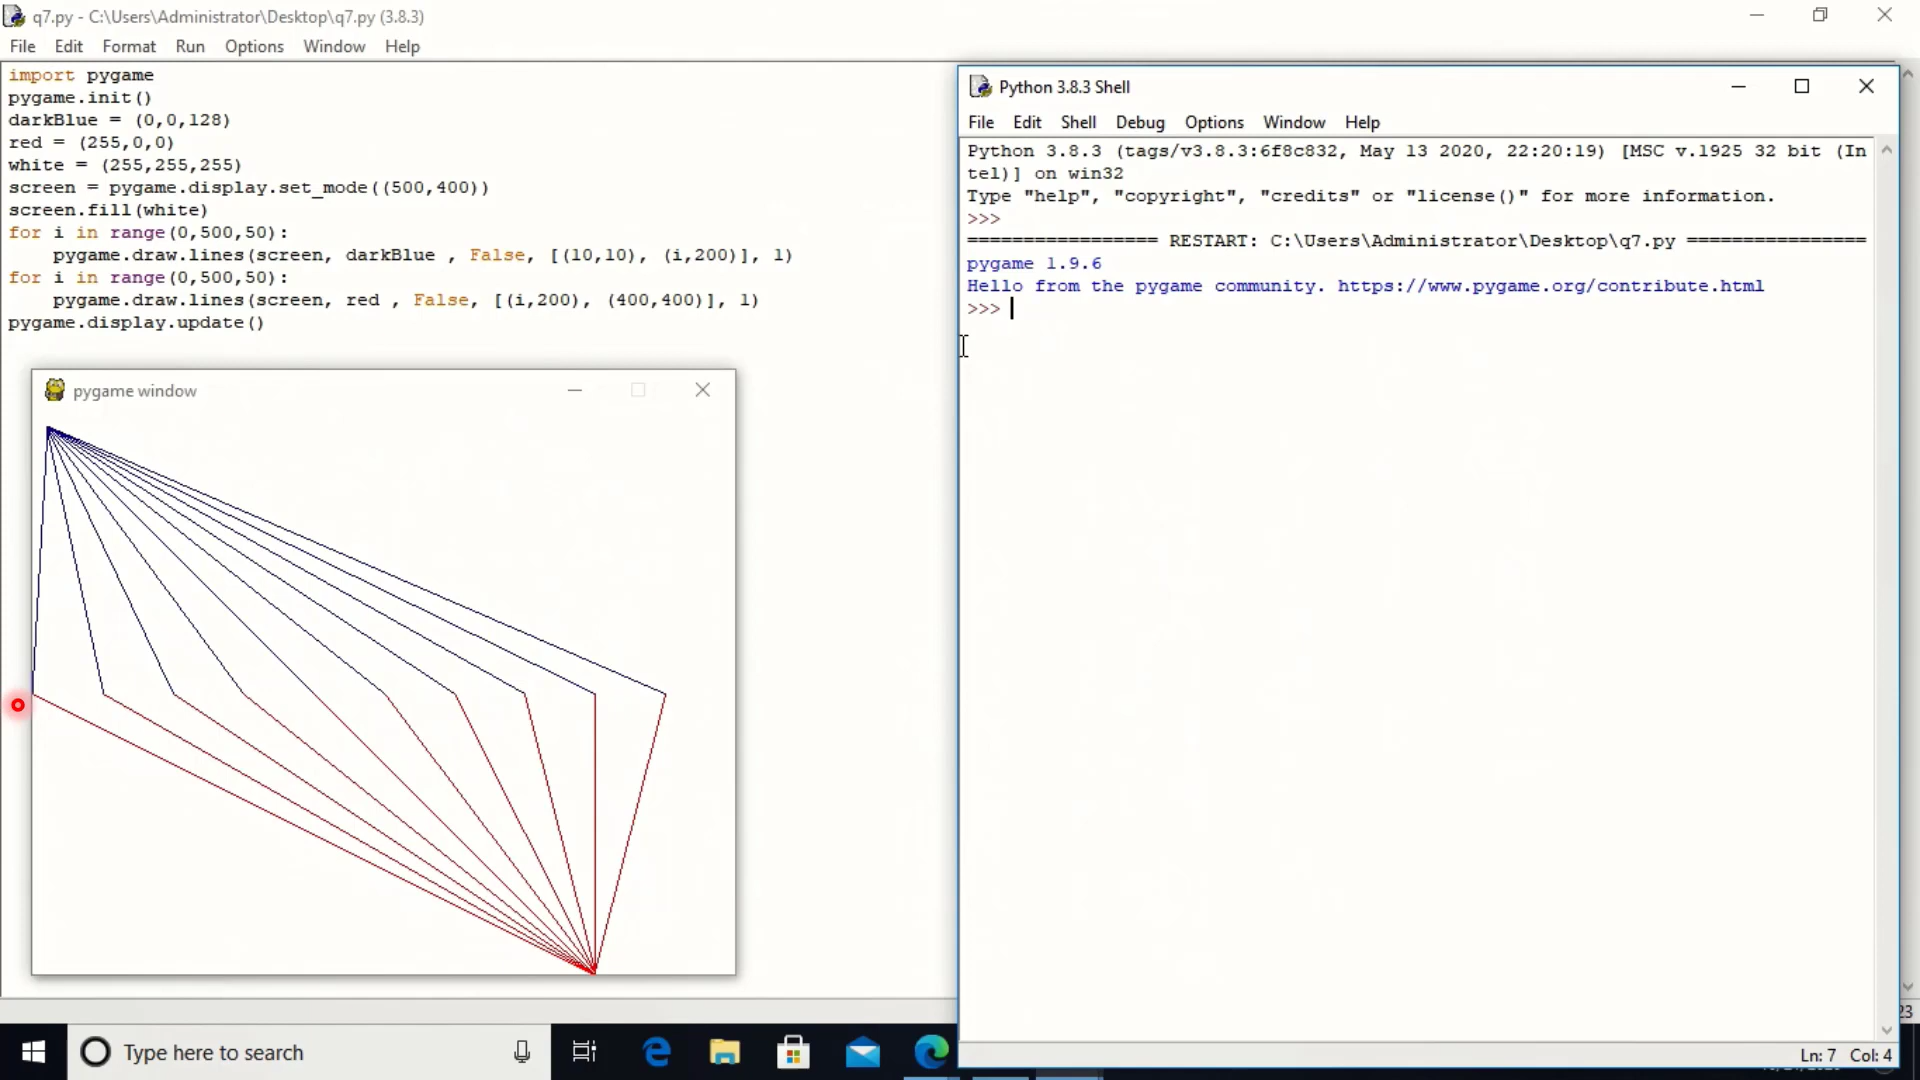 q7.py - C:\Users\Administrator\Desktop\q7.py (3.8.3)
File Edit Format Run Options Window Help
import pygame
pygame.init()
darkBlue = (0,0,128)
red = (255,0,0)
white = (255,255,255)
screen = pygame.display.set_mode((500,400))
screen.fill(white)
for i in range(0,500,50):
    pygame.draw.lines(screen, darkBlue , False, [(10,10), (i,200)], 1)
for i in range(0,500,50):
    pygame.draw.lines(screen, red , False, [(i,200), (400,400)], 1)
pygame.display.update()
pygame window
Python 3.8.3 Shell
File Edit Shell Debug Options Window Help
Python 3.8.3 (tags/v3.8.3:6f8c832, May 13 2020, 22:20:19) [MSC v.1925 32 bit (In
tel)] on win32
Type "help", "copyright", "credits" or "license()" for more information.
>>>
================= RESTART: C:\Users\Administrator\Desktop\q7.py ================
pygame 1.9.6
Hello from the pygame community. https://www.pygame.org/contribute.html
>>>
Ln: 7 Col: 4
23
Type here to search